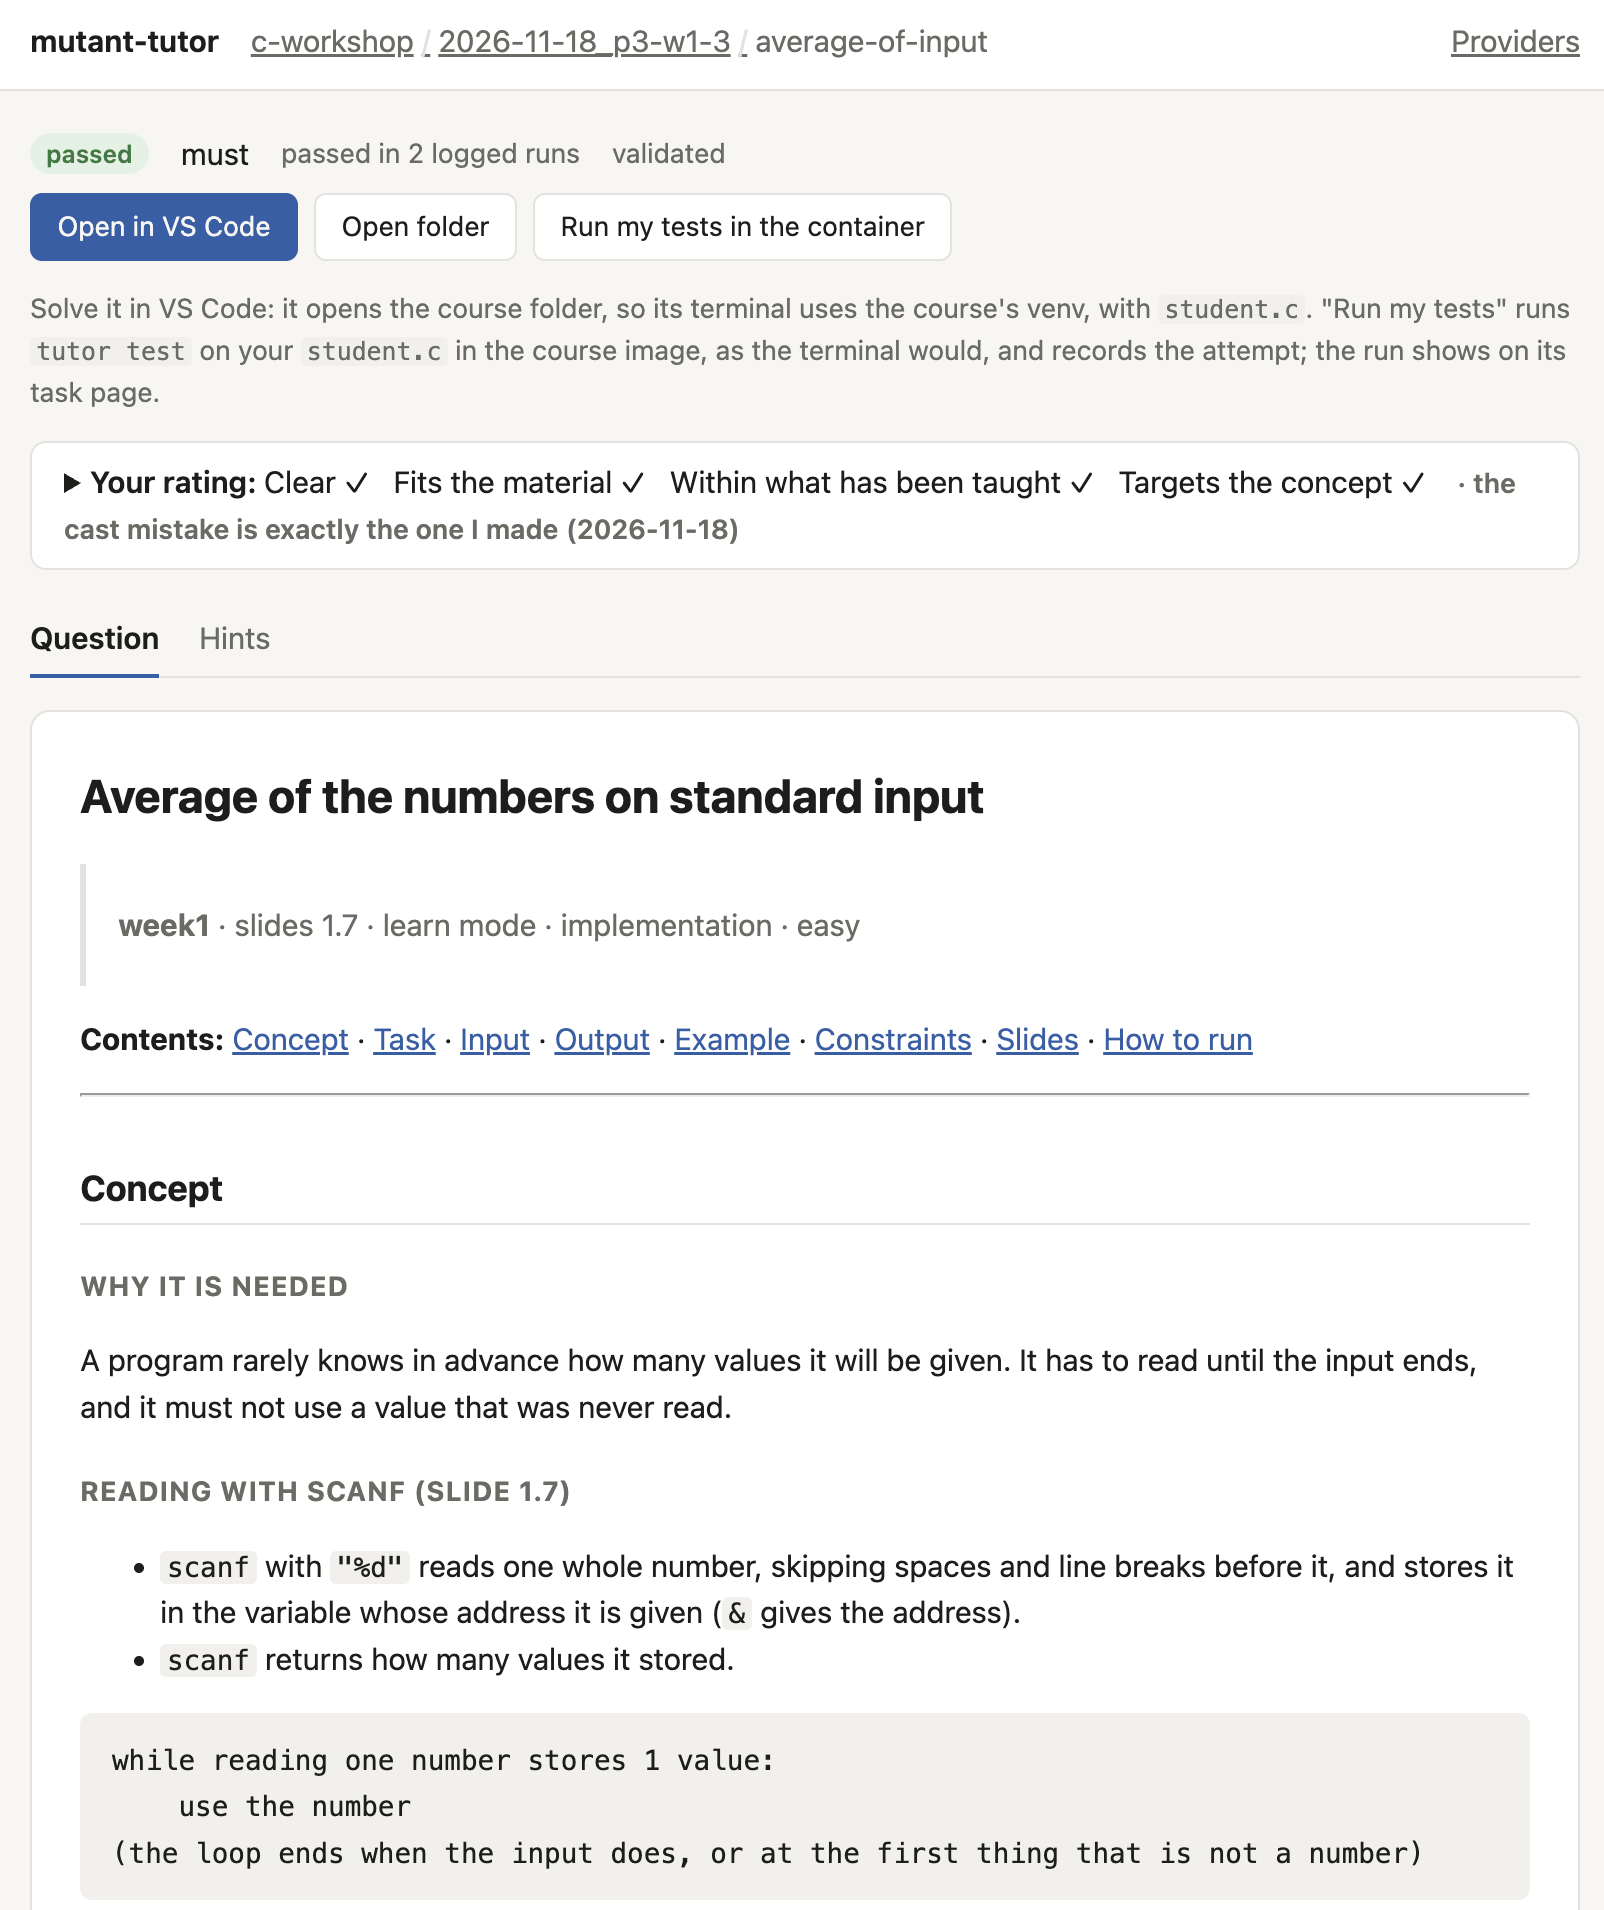 mutant-tutor c-workshop / 2026-11-18_p3-w1-3 / average-of-input Providers
passed must passed in 2 logged runs validated
Open in VS Code Open folder Run my tests in the container
Solve it in VS Code: it opens the course folder, so its terminal uses the course's venv, with student.c. "Run my tests" runs
tutor test on your student.c in the course image, as the terminal would, and records the attempt; the run shows on its
task page.
▶ Your rating: Clear ✓ Fits the material ✓ Within what has been taught ✓ Targets the concept ✓ · the
cast mistake is exactly the one I made (2026-11-18)
Question Hints
Average of the numbers on standard input
week1 · slides 1.7 · learn mode · implementation · easy
Contents: Concept · Task · Input · Output · Example · Constraints · Slides · How to run
Concept
WHY IT IS NEEDED
A program rarely knows in advance how many values it will be given. It has to read until the input ends,
and it must not use a value that was never read.
READING WITH SCANF (SLIDE 1.7)
• scanf with "%d" reads one whole number, skipping spaces and line breaks before it, and stores it
in the variable whose address it is given (& gives the address).
• scanf returns how many values it stored.
while reading one number stores 1 value:
    use the number
(the loop ends when the input does, or at the first thing that is not a number)